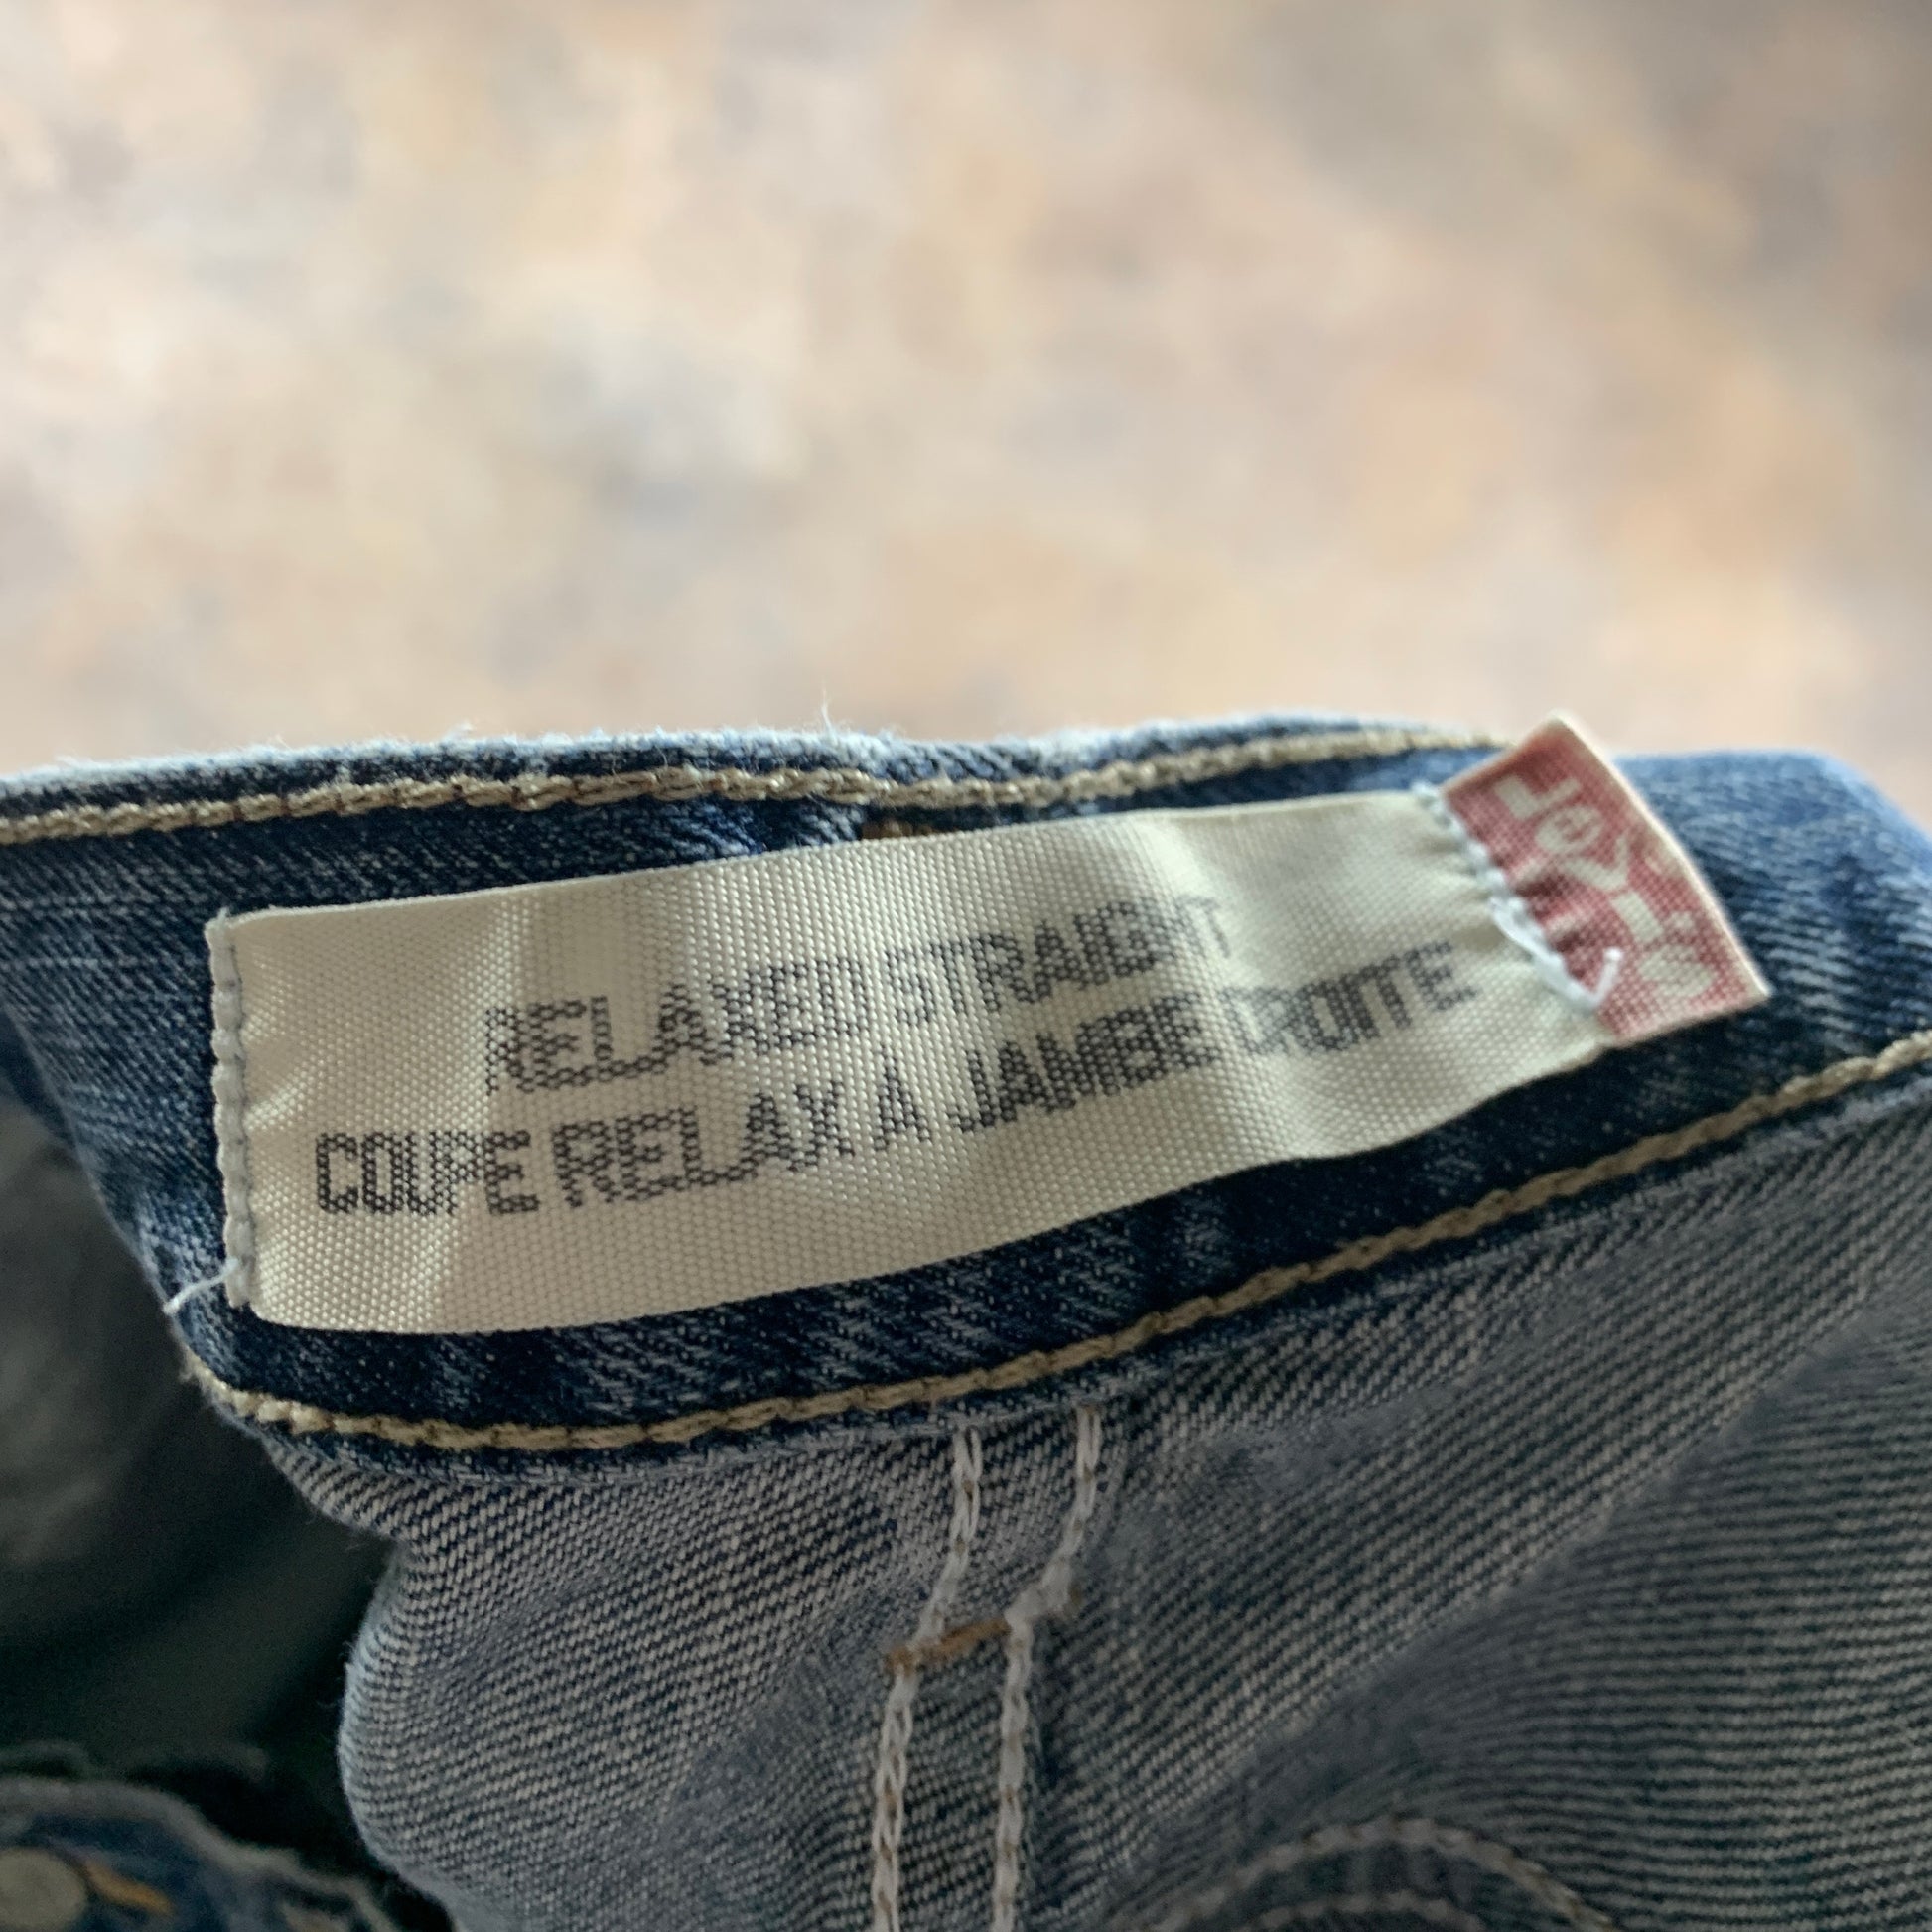 RELAXED STRAIGHT
COUPE RELAX A JAMBE DROITE
Levi's